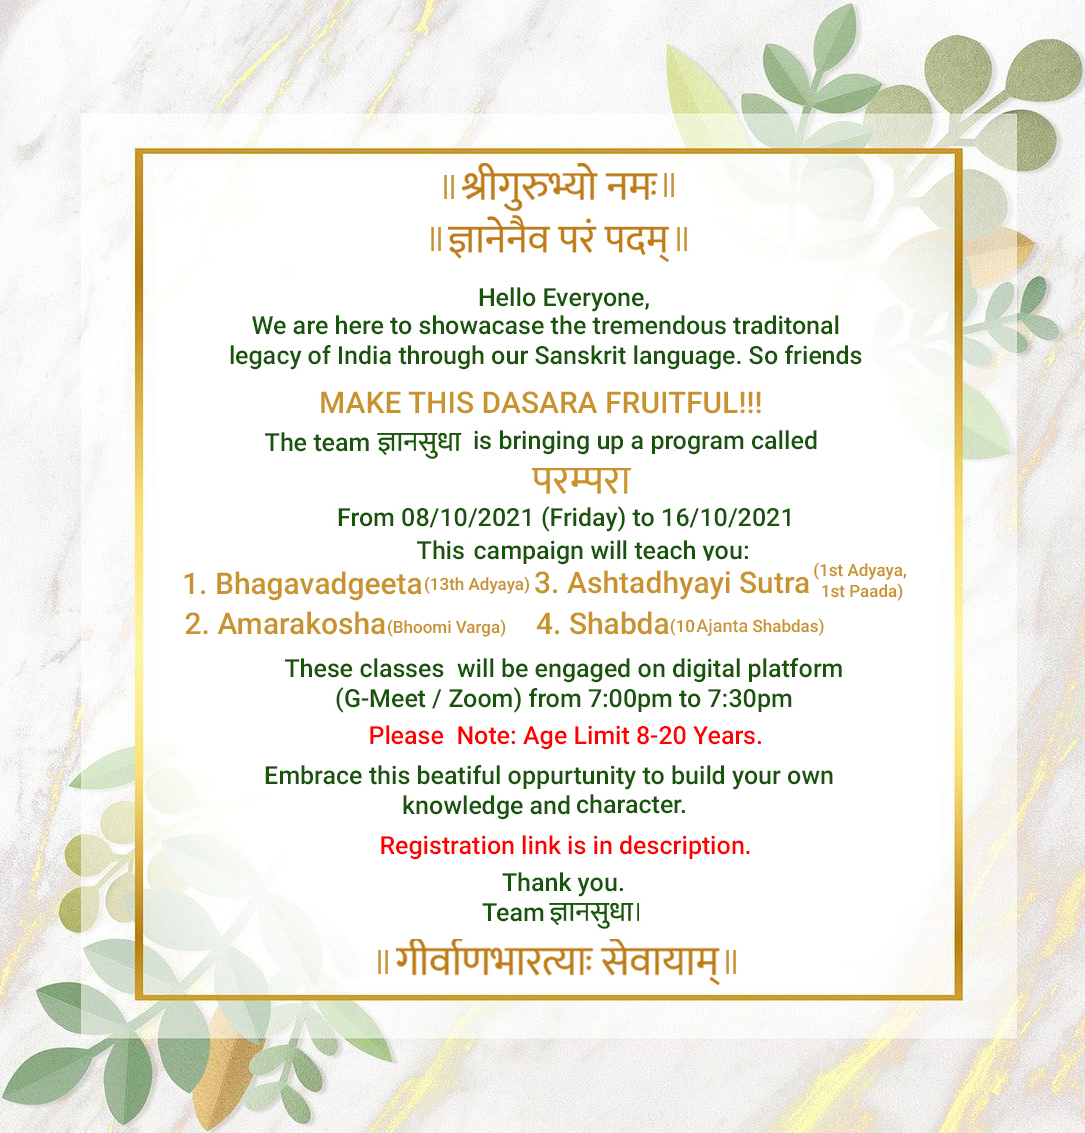 ॥ श्रीगुरुभ्यो नमः ॥
॥ ज्ञानेनैव परं पदम् ॥
Hello Everyone,
We are here to showacase the tremendous traditonal
legacy of India through our Sanskrit language. So friends
MAKE THIS DASARA FRUITFUL!!!
The team ज्ञानसुधा is bringing up a program called
परम्परा
From 08/10/2021 (Friday) to 16/10/2021
This campaign will teach you:
1. Bhagavadgeeta (13th Adyaya) 3. Ashtadhyayi Sutra (1st Adyaya, 1st Paada)
2. Amarakosha (Bhoomi Varga) 4. Shabda (10 Ajanta Shabdas)
These classes will be engaged on digital platform
(G-Meet / Zoom) from 7:00pm to 7:30pm
Please Note: Age Limit 8-20 Years.
Embrace this beatiful oppurtunity to build your own
knowledge and character.
Registration link is in description.
Thank you.
Team ज्ञानसुधा।
॥ गीर्वाणभारत्याः सेवायाम् ॥